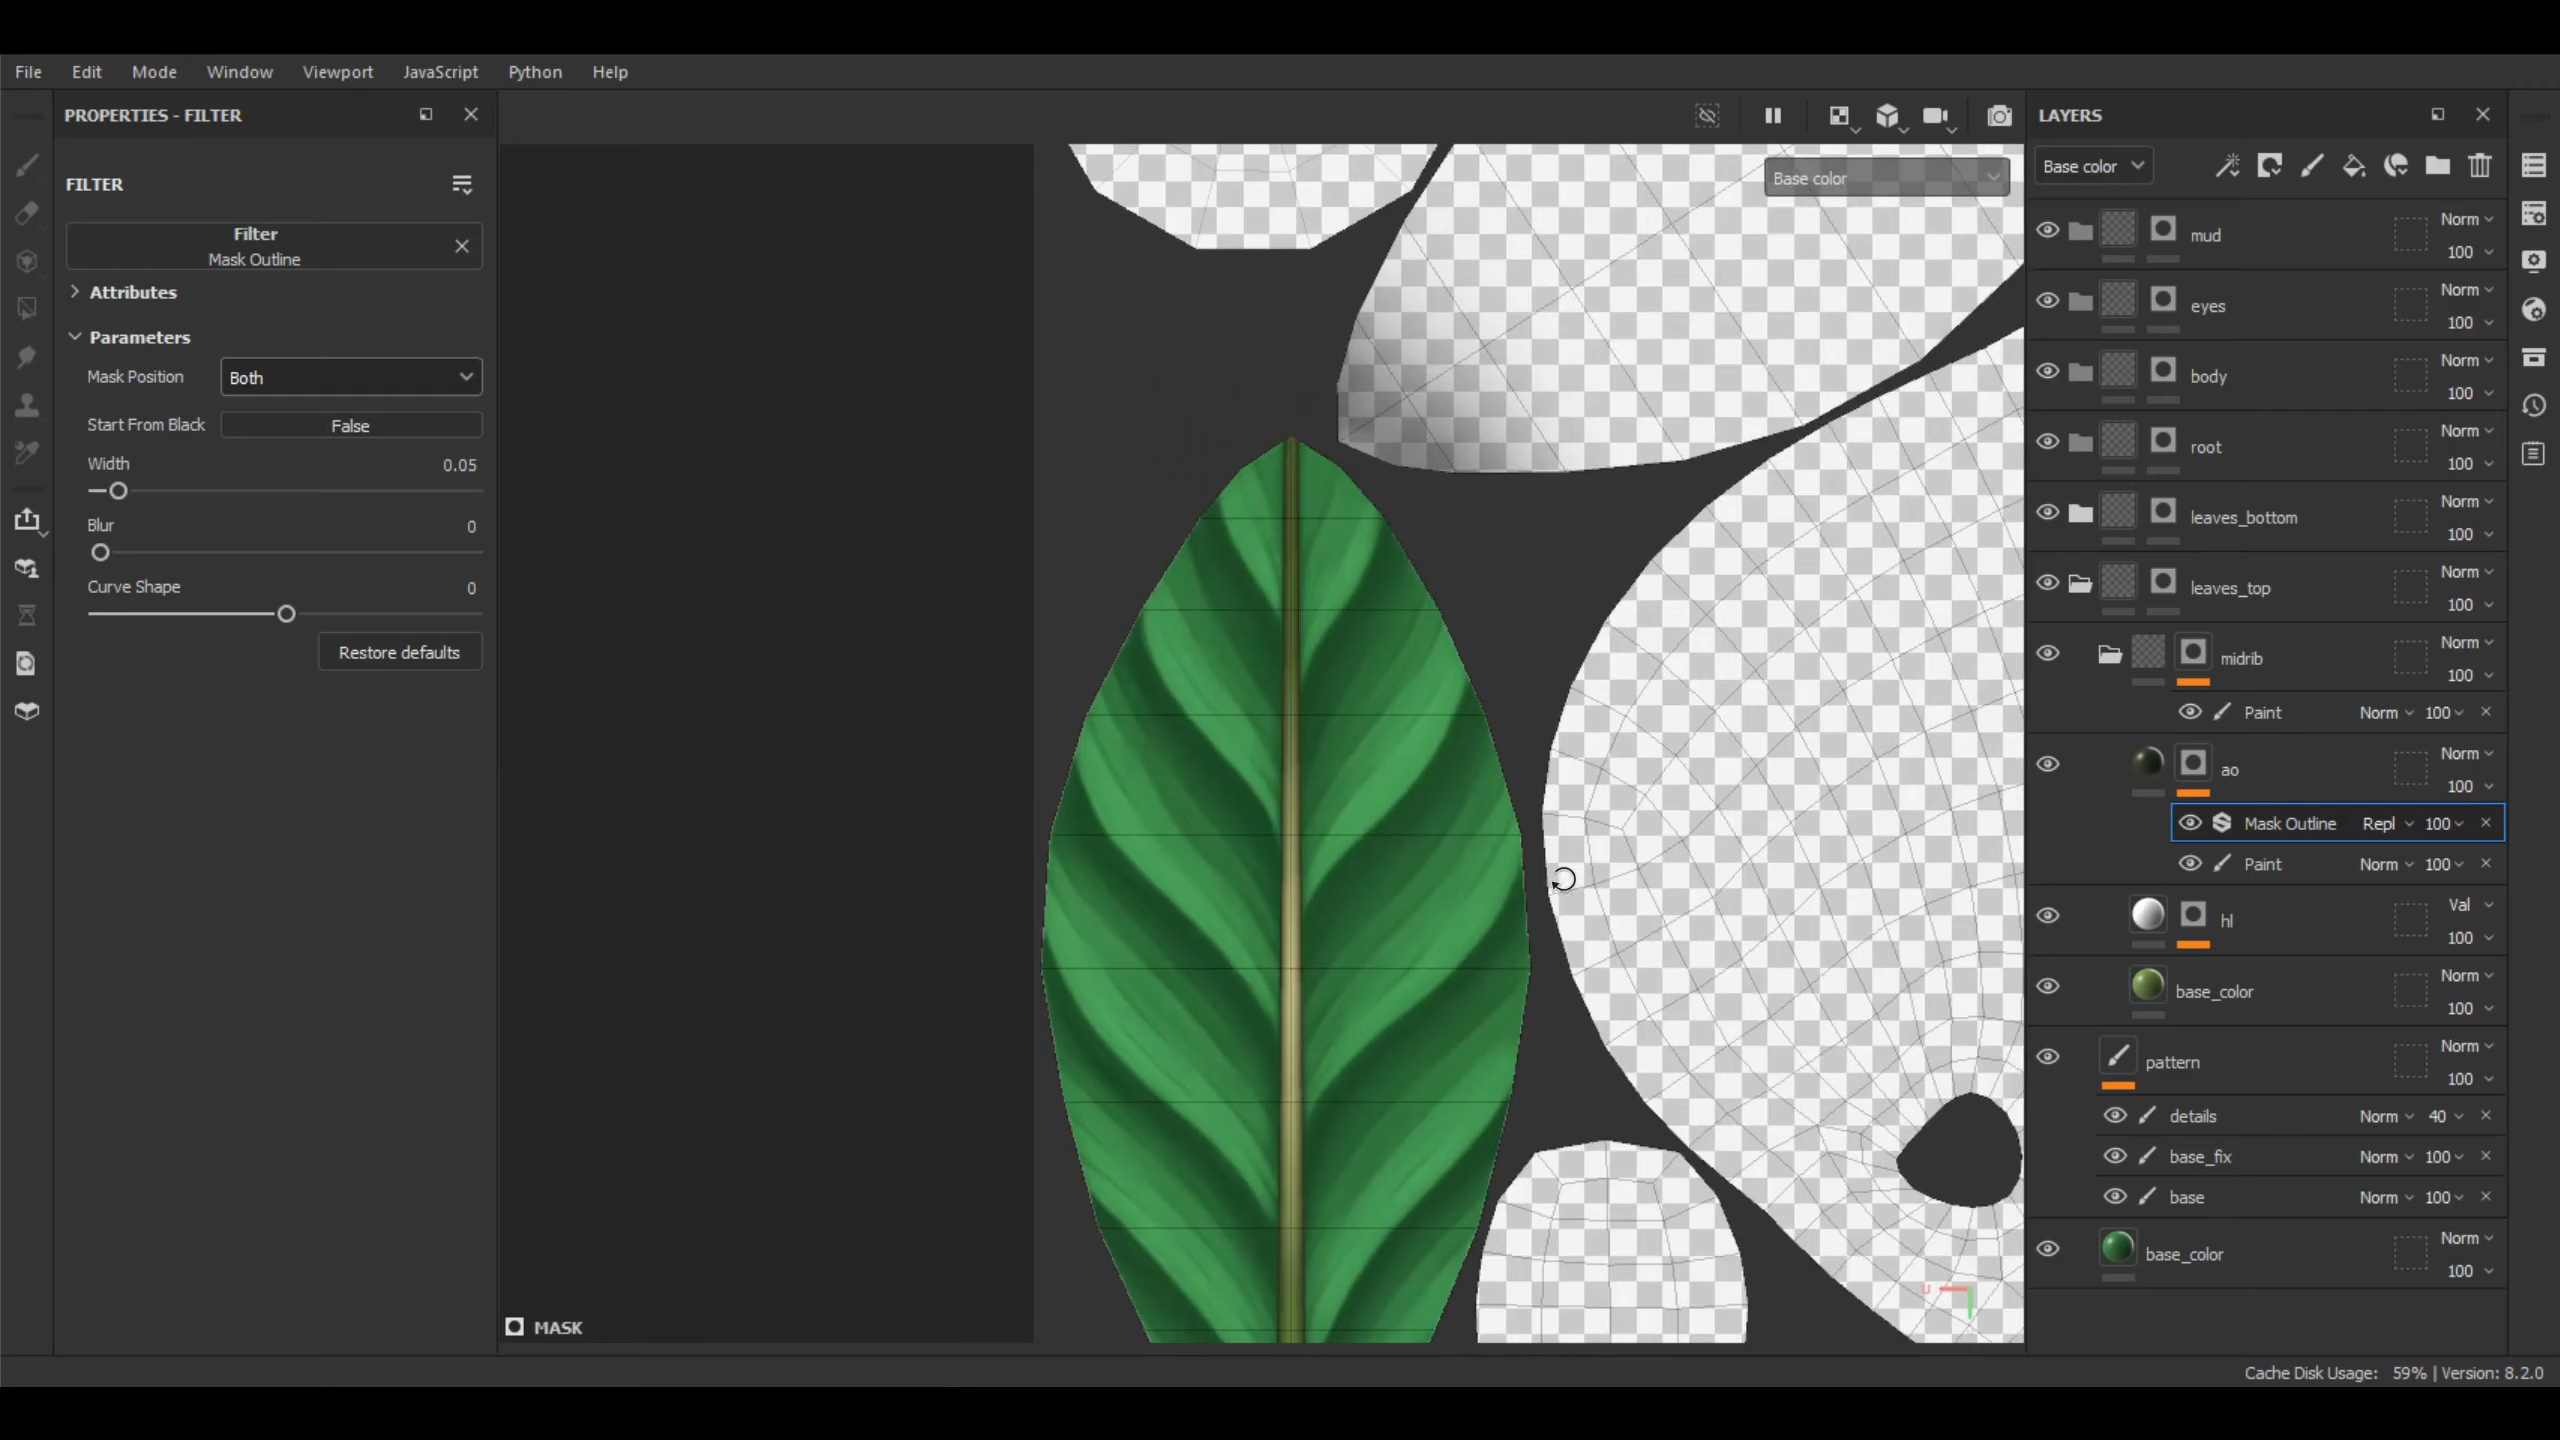 File Edit Mode Window Viewport JavaScript Python Help
PROPERTIES - FILTER
FILTER
Filter
Mask Outline
Attributes
Parameters
Mask Position Both
Start From Black False
Width 0.05
Blur 0
Curve Shape 0
Restore defaults
MASK
Base color
U
LAYERS
Base color
mud Norm 100
eyes Norm 100
body Norm 100
root Norm 100
leaves_bottom Norm 100
leaves_top Norm 100
midrib Norm 100
Paint Norm 100
ao Norm 100
Mask Outline Repl 100
Paint Norm 100
hl Val 100
base_color Norm 100
pattern Norm 100
details Norm 40
base_fix Norm 100
base Norm 100
base_color Norm 100
Cache Disk Usage: 59% | Version: 8.2.0